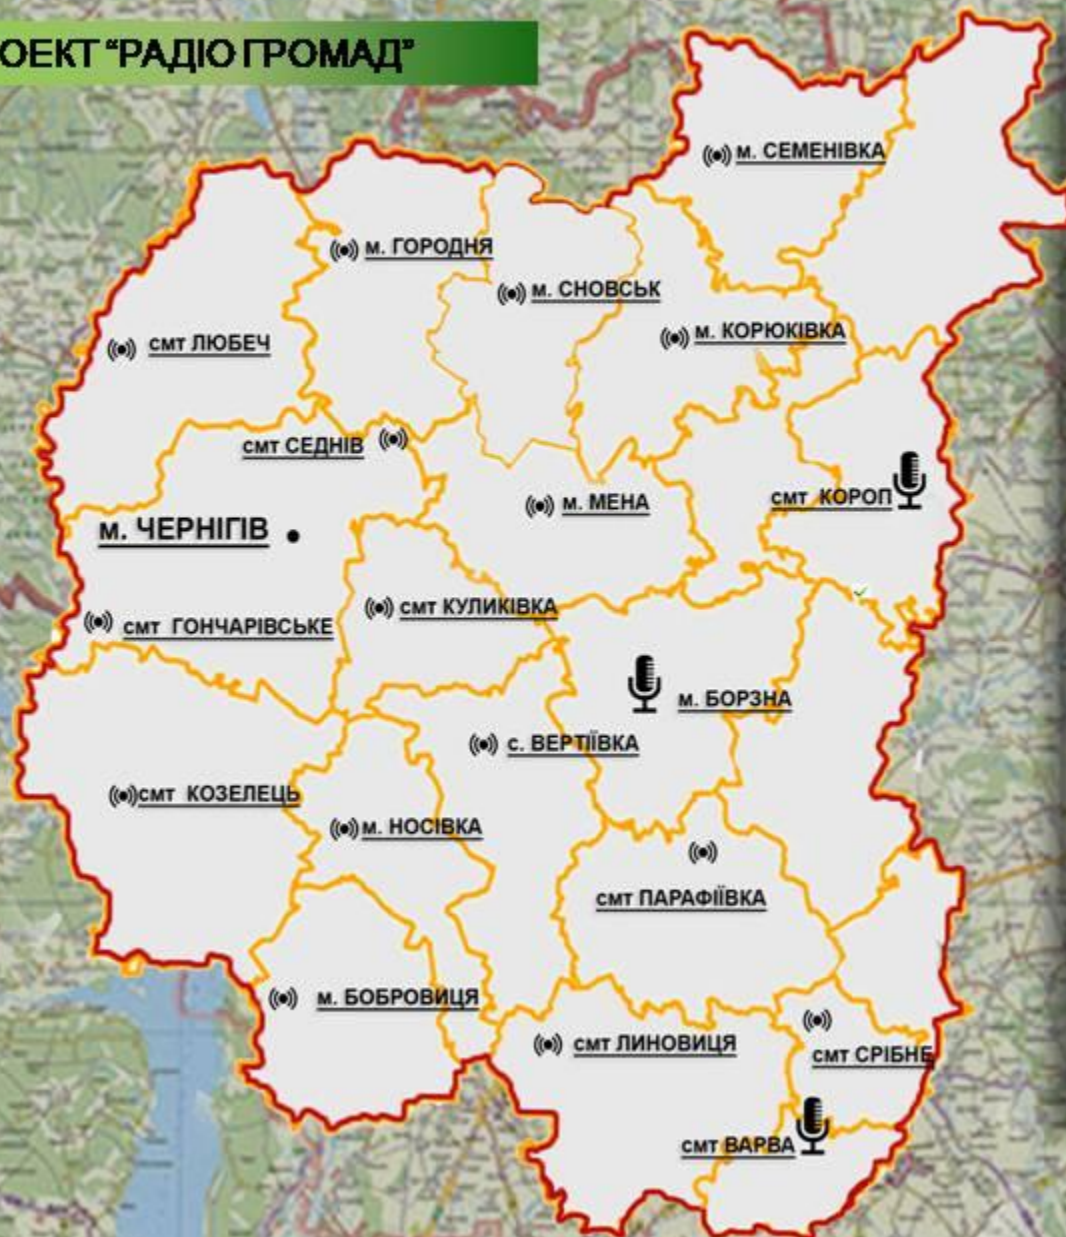 ОЕКТ “РАДІО ГРОМАД”
м. СЕМЕНІВКА
м. ГОРОДНЯ
м. СНОВСЬК
м. КОРЮКІВКА
смт ЛЮБЕЧ
смт СЕДНІВ
смт КОРОП
м. МЕНА
м. ЧЕРНІГІВ
смт КУЛИКІВКА
смт ГОНЧАРІВСЬКЕ
м. БОРЗНА
с. ВЕРТІЇВКА
смт КОЗЕЛЕЦЬ
м. НОСІВКА
смт ПАРАФІЇВКА
м. БОБРОВИЦЯ
смт ЛИНОВИЦЯ
смт СРІБНЕ
смт ВАРВА